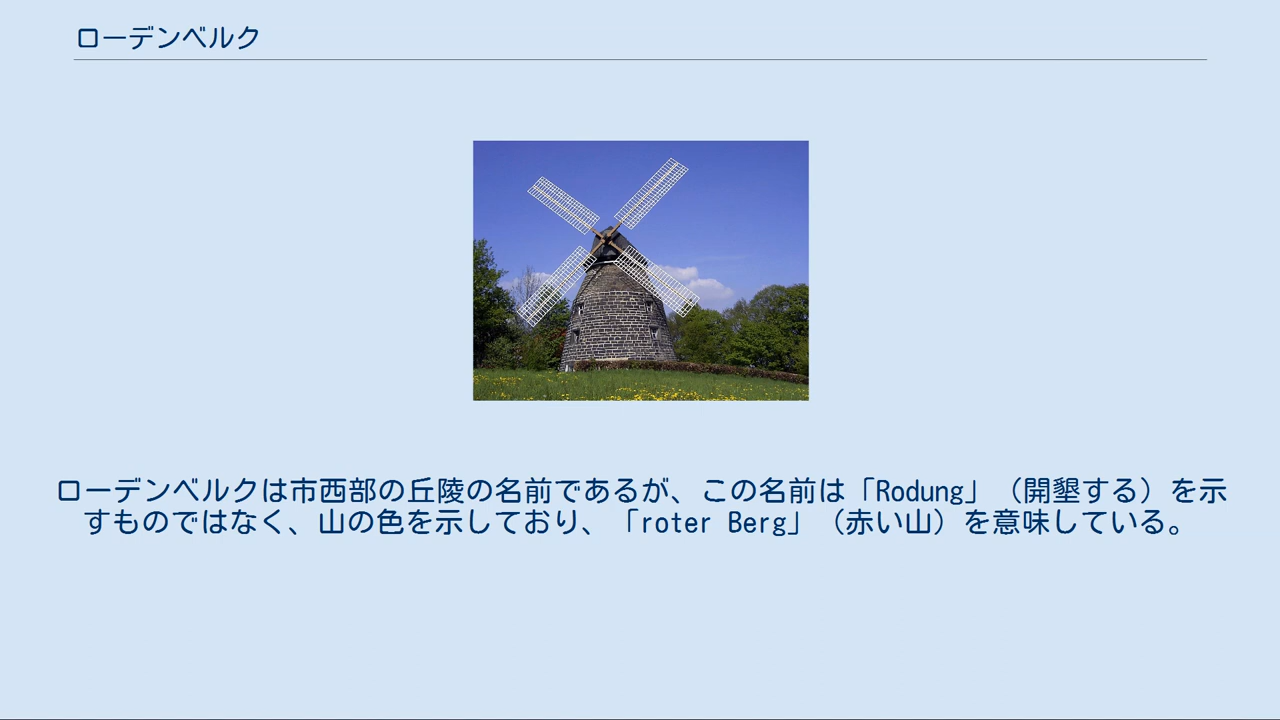 ローデンベルク
ローデンベルクは市西部の丘陵の名前であるが、この名前は「Rodung」（開墾する）を示
すものではなく、山の色を示しており、「roter Berg」（赤い山）を意味している。